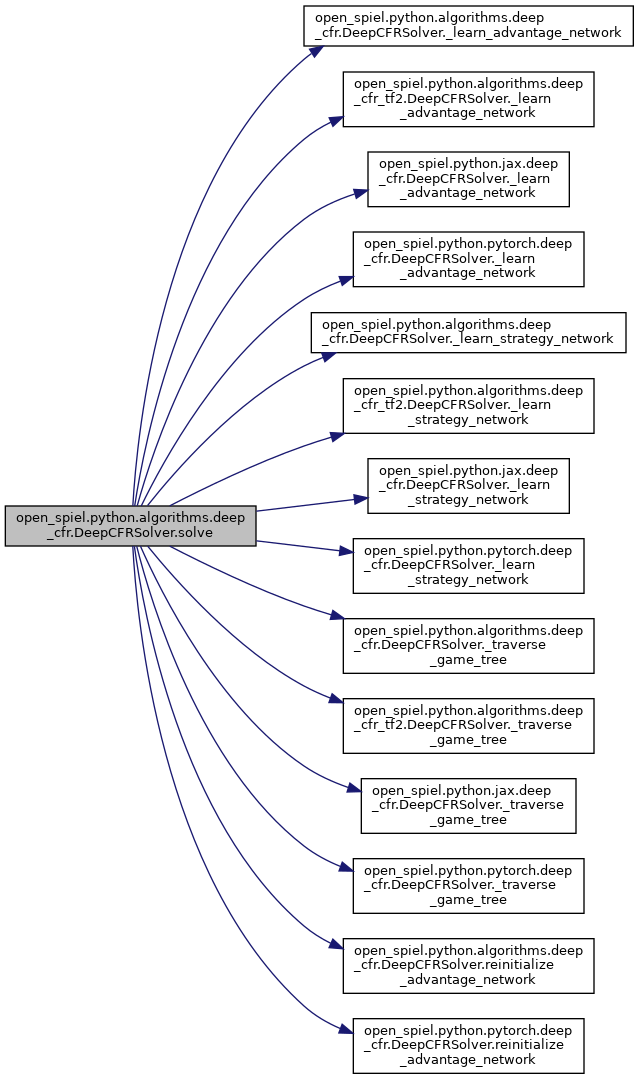 open_spiel.python.algorithms.deep
_cfr.DeepCFRSolver._learn_advantage_network
open_spiel.python.algorithms.deep
_cfr_tf2.DeepCFRSolver._learn
_advantage_network
open_spiel.python.jax.deep
_cfr.DeepCFRSolver._learn
_advantage_network
open_spiel.python.pytorch.deep
_cfr.DeepCFRSolver._learn
_advantage_network
open_spiel.python.algorithms.deep
_cfr.DeepCFRSolver._learn_strategy_network
open_spiel.python.algorithms.deep
_cfr_tf2.DeepCFRSolver._learn
_strategy_network
open_spiel.python.jax.deep
_cfr.DeepCFRSolver._learn
_strategy_network
open_spiel.python.algorithms.deep
_cfr.DeepCFRSolver.solve
open_spiel.python.pytorch.deep
_cfr.DeepCFRSolver._learn
_strategy_network
open_spiel.python.algorithms.deep
_cfr.DeepCFRSolver._traverse
_game_tree
open_spiel.python.algorithms.deep
_cfr_tf2.DeepCFRSolver._traverse
_game_tree
open_spiel.python.jax.deep
_cfr.DeepCFRSolver._traverse
_game_tree
open_spiel.python.pytorch.deep
_cfr.DeepCFRSolver._traverse
_game_tree
open_spiel.python.algorithms.deep
_cfr.DeepCFRSolver.reinitialize
_advantage_network
open_spiel.python.pytorch.deep
_cfr.DeepCFRSolver.reinitialize
_advantage_network